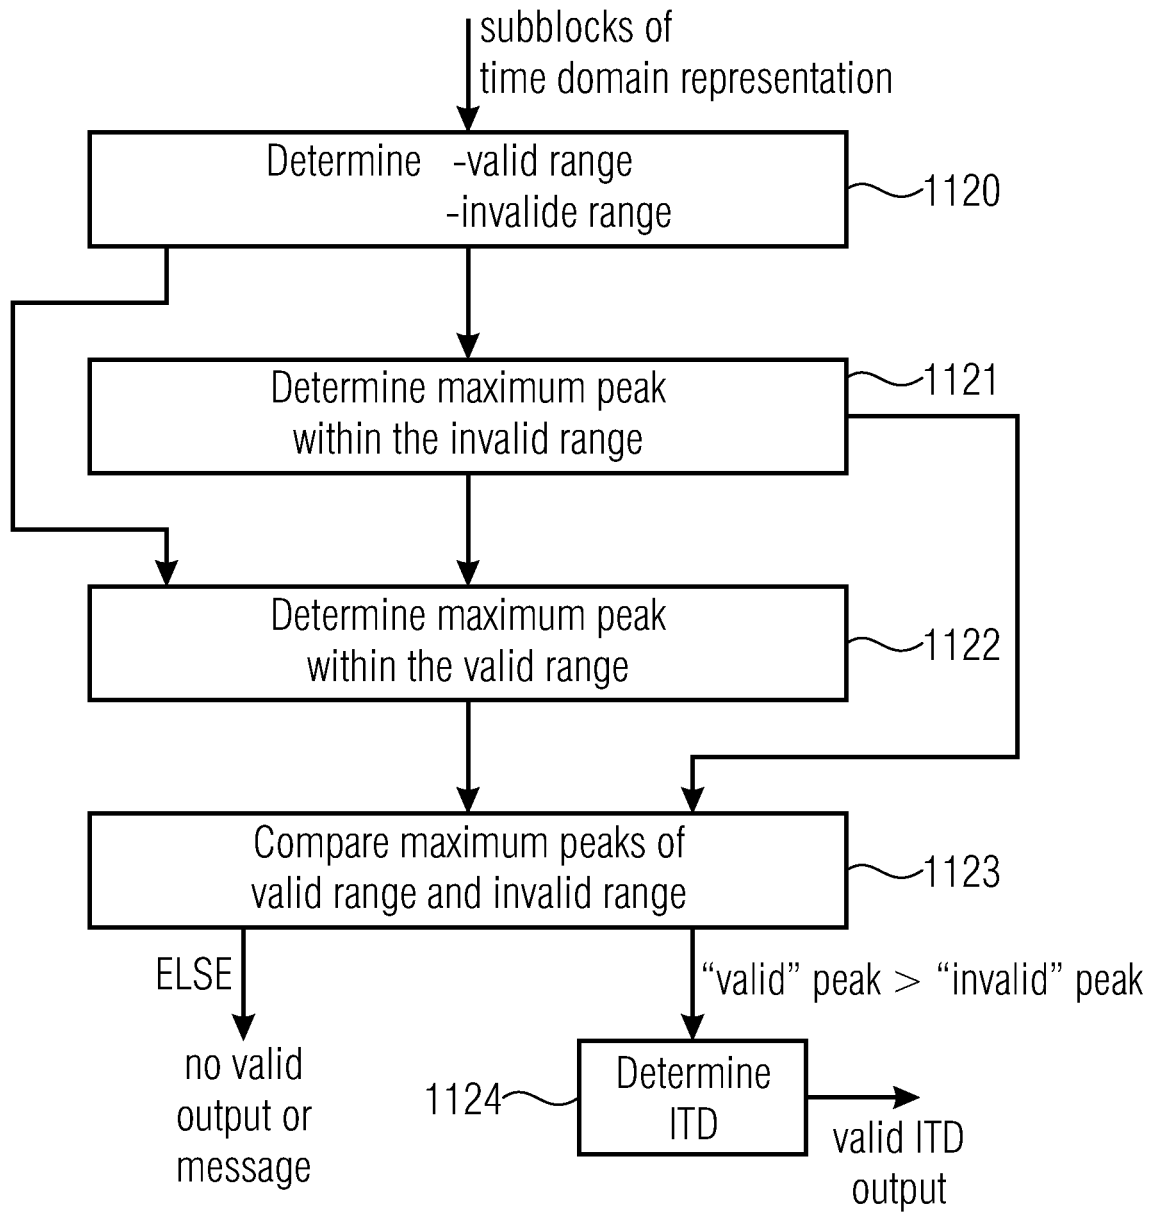 subblocks of
time domain representation
Determine -valid range
-invalide range
1120
Determine maximum peak
within the invalid range
1121
Determine maximum peak
within the valid range
1122
Compare maximum peaks of
valid range and invalid range
1123
ELSE
“valid” peak > “invalid” peak
no valid
output or
message
1124
Determine
ITD
valid ITD
output